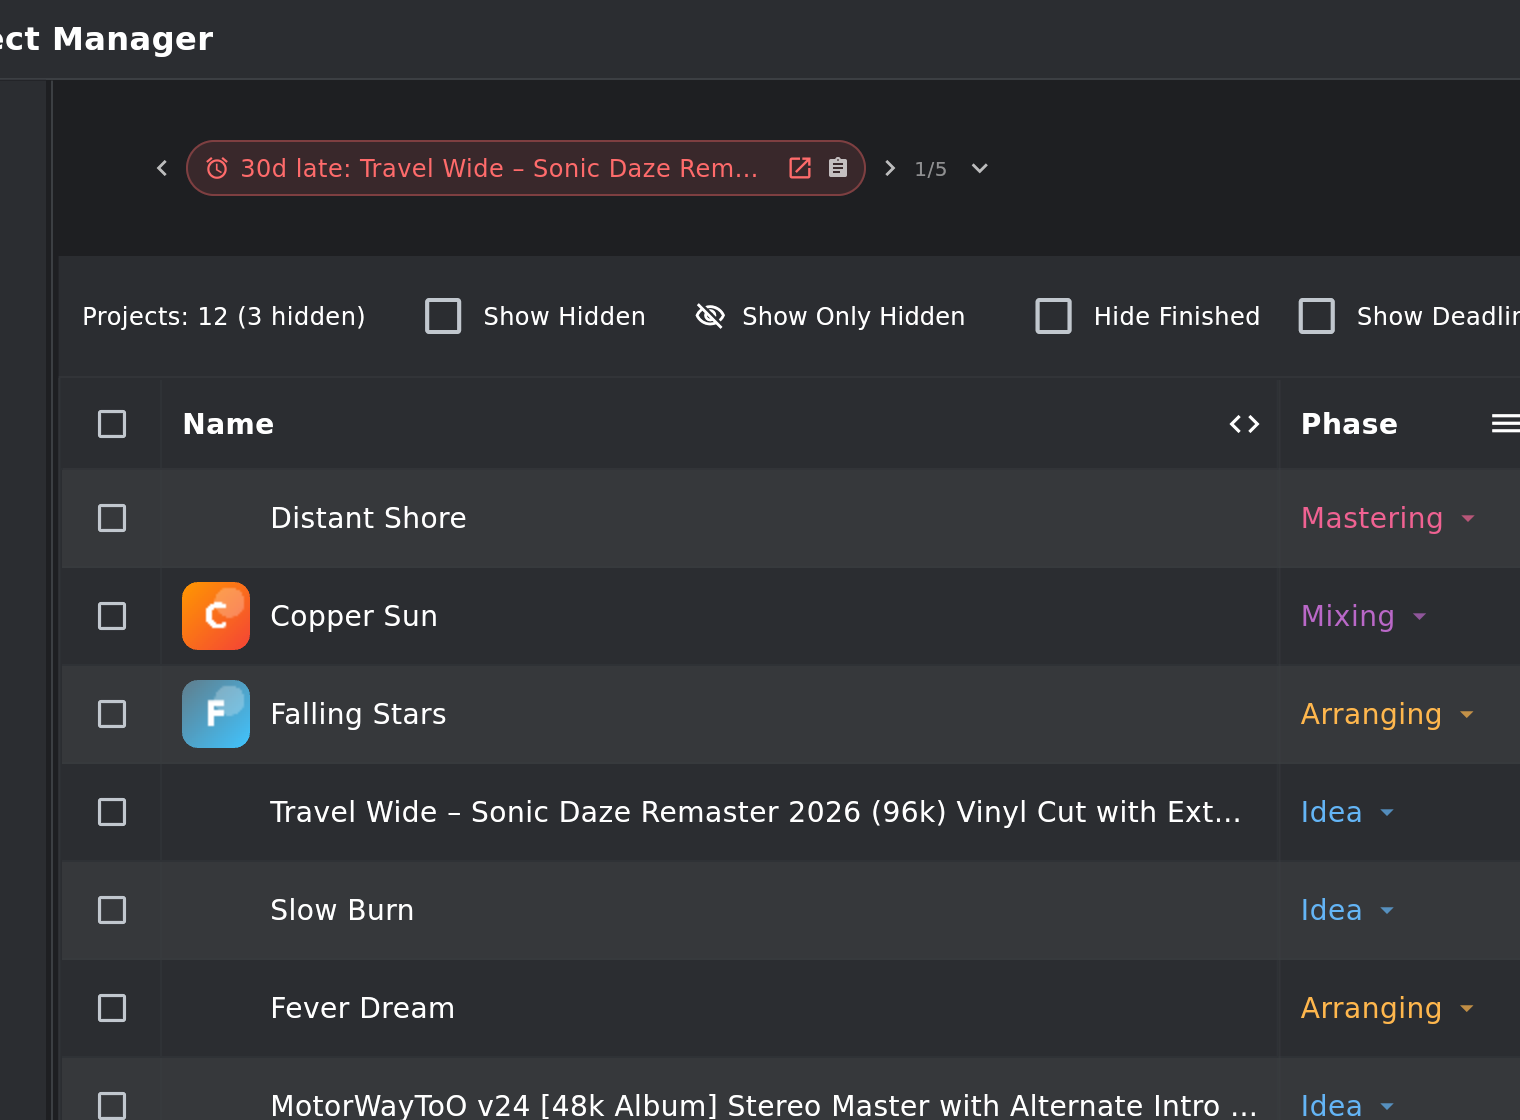 ect Manager
30d late: Travel Wide – Sonic Daze Rem... 1/5
Projects: 12 (3 hidden) Show Hidden Show Only Hidden Hide Finished Show Deadlin
Name Phase
Distant Shore Mastering
C Copper Sun Mixing
F Falling Stars Arranging
Travel Wide – Sonic Daze Remaster 2026 (96k) Vinyl Cut with Ext... Idea
Slow Burn Idea
Fever Dream Arranging
MotorWayToO v24 [48k Album] Stereo Master with Alternate Intro ... Idea